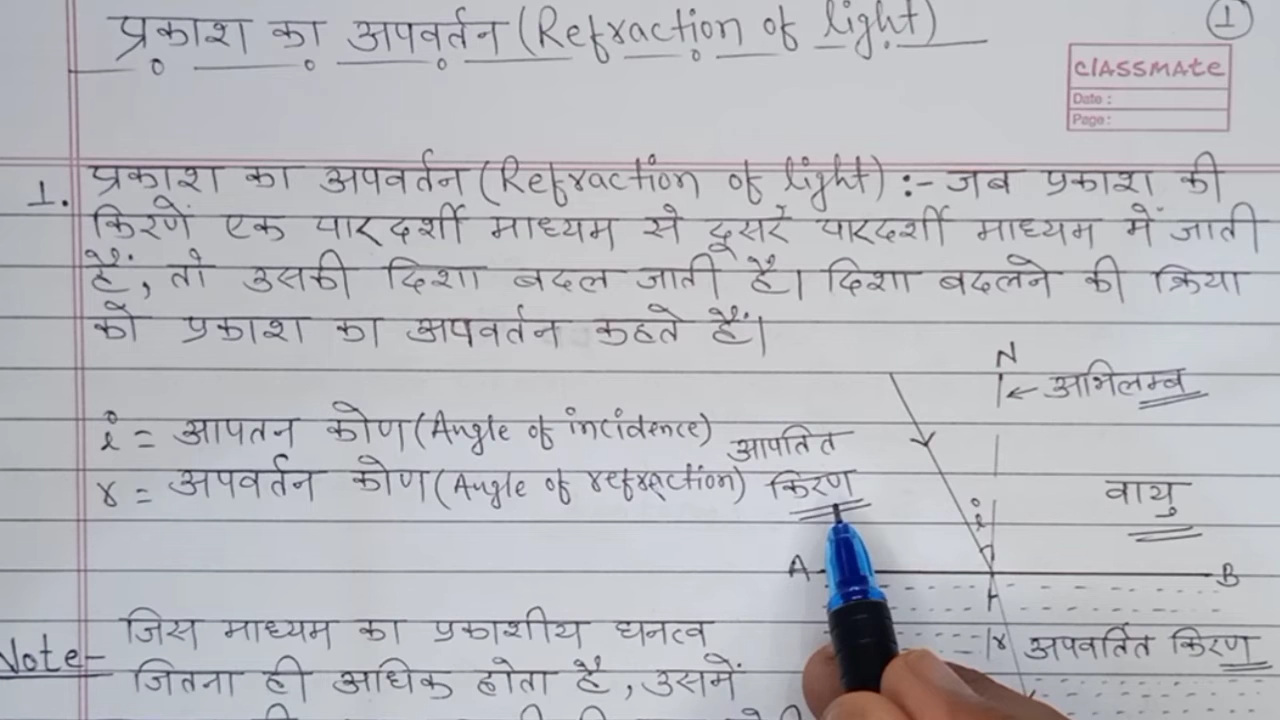 प्रकाश का अपवर्तन (Refraction of light)
1
CLASSMATE
Date :
Page :
1. प्रकाश का अपवर्तन (Refraction of light) :- जब प्रकाश की
किरणें एक पारदर्शी माध्यम से दूसरे पारदर्शी माध्यम में जाती
हैं, तो उसकी दिशा बदल जाती है। दिशा बदलने की क्रिया
को प्रकाश का अपवर्तन कहते हैं।
N
← अभिलम्ब
i = आपतन कोण (Angle of incidence)
r = अपवर्तन कोण (Angle of refraction)
आपतित
किरण
वायु
i
A
B
r अपवर्तित किरण
Note- जिस माध्यम का प्रकाशीय घनत्व
जितना ही अधिक होता है, उसमें